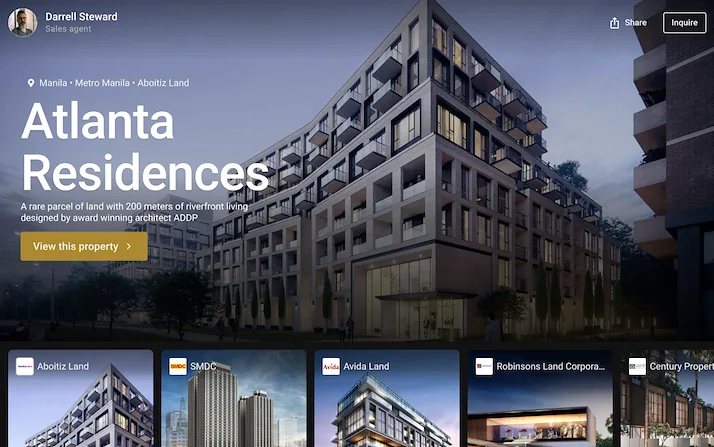 Darrell Steward
Sales agent
Share
Inquire
Manila • Metro Manila • Aboitiz Land
Atlanta
Residences
A rare parcel of land with 200 meters of riverfront living
designed by award winning architect ADDP
View this property
Aboitiz Land
SMDC
SMDC
Avida
Avida Land
Robinsons Land Corpora...
Century Propert